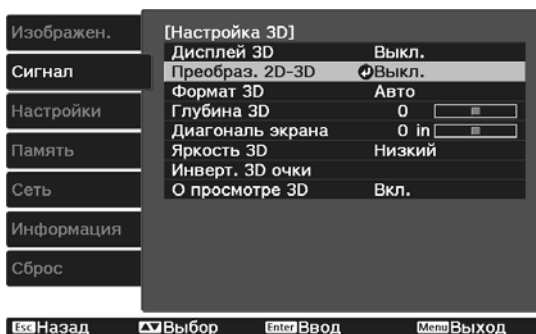 Изображен.
Сигнал
Настройки
Память
Сеть
Информация
Сброс
[Настройка 3D]
Дисплей 3D Выкл.
Преобраз. 2D-3D Выкл.
Формат 3D Авто
Глубина 3D 0
Диагональ экрана 0 in
Яркость 3D Низкий
Инверт. 3D очки
О просмотре 3D Вкл.
Esc Назад Выбор Enter Ввод Menu Выход